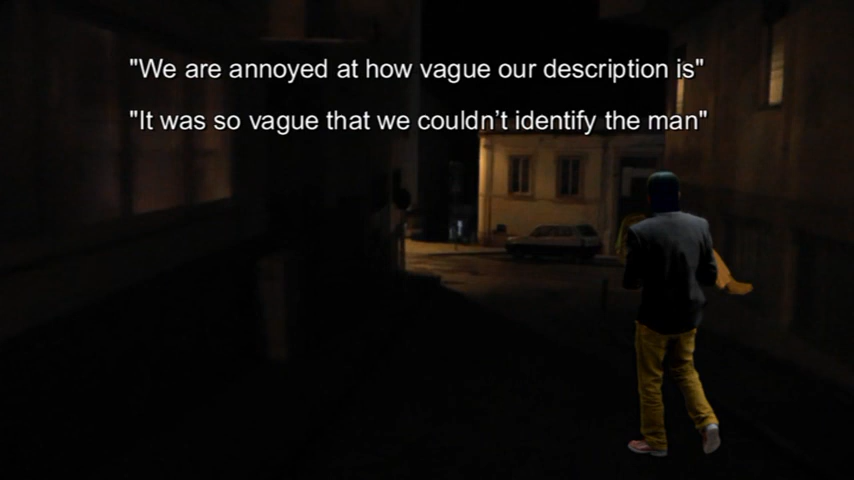 "We are annoyed at how vague our description is"
"It was so vague that we couldn’t identify the man"